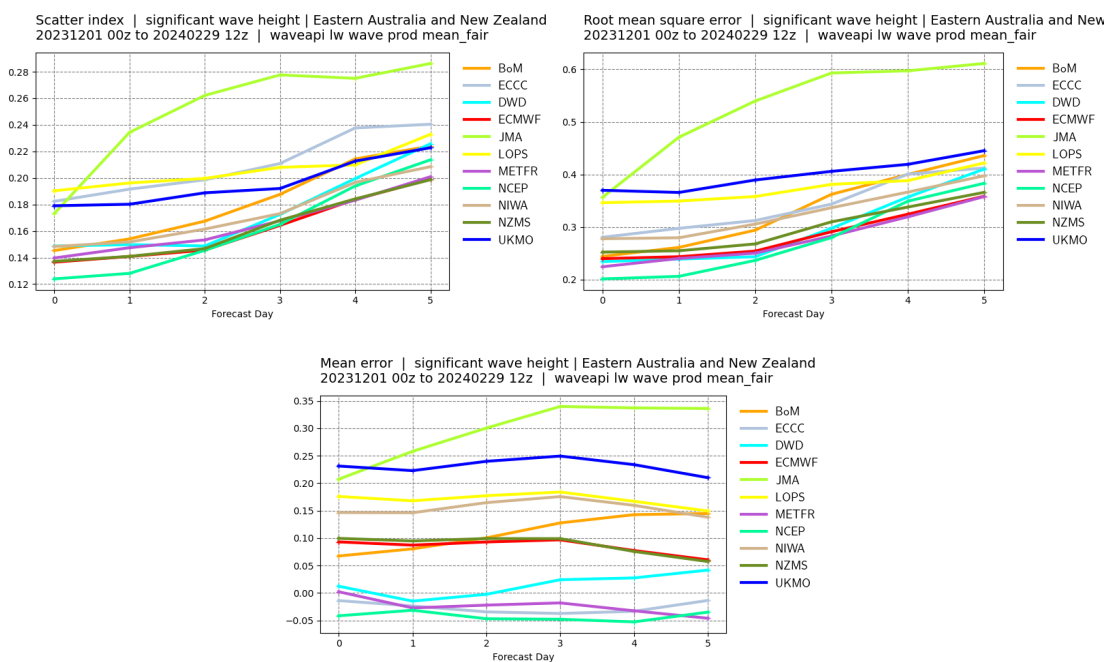 Scatter index | significant wave height | Eastern Australia and New Zealand
20231201 00z to 20240229 12z | waveapi lw wave prod mean_fair
0.28
0.26
0.24
0.22
0.20
0.18
0.16
0.14
0.12
0 1 2 3 4 5
Forecast Day
BoM
ECCC
DWD
ECMWF
JMA
LOPS
METFR
NCEP
NIWA
NZMS
UKMO
Root mean square error | significant wave height | Eastern Australia and New
20231201 00z to 20240229 12z | waveapi lw wave prod mean_fair
0.6
0.5
0.4
0.3
0.2
0 1 2 3 4 5
Forecast Day
BoM
ECCC
DWD
ECMWF
JMA
LOPS
METFR
NCEP
NIWA
NZMS
UKMO
Mean error | significant wave height | Eastern Australia and New Zealand
20231201 00z to 20240229 12z | waveapi lw wave prod mean_fair
0.35
0.30
0.25
0.20
0.15
0.10
0.05
0.00
−0.05
0 1 2 3 4 5
Forecast Day
BoM
ECCC
DWD
ECMWF
JMA
LOPS
METFR
NCEP
NIWA
NZMS
UKMO